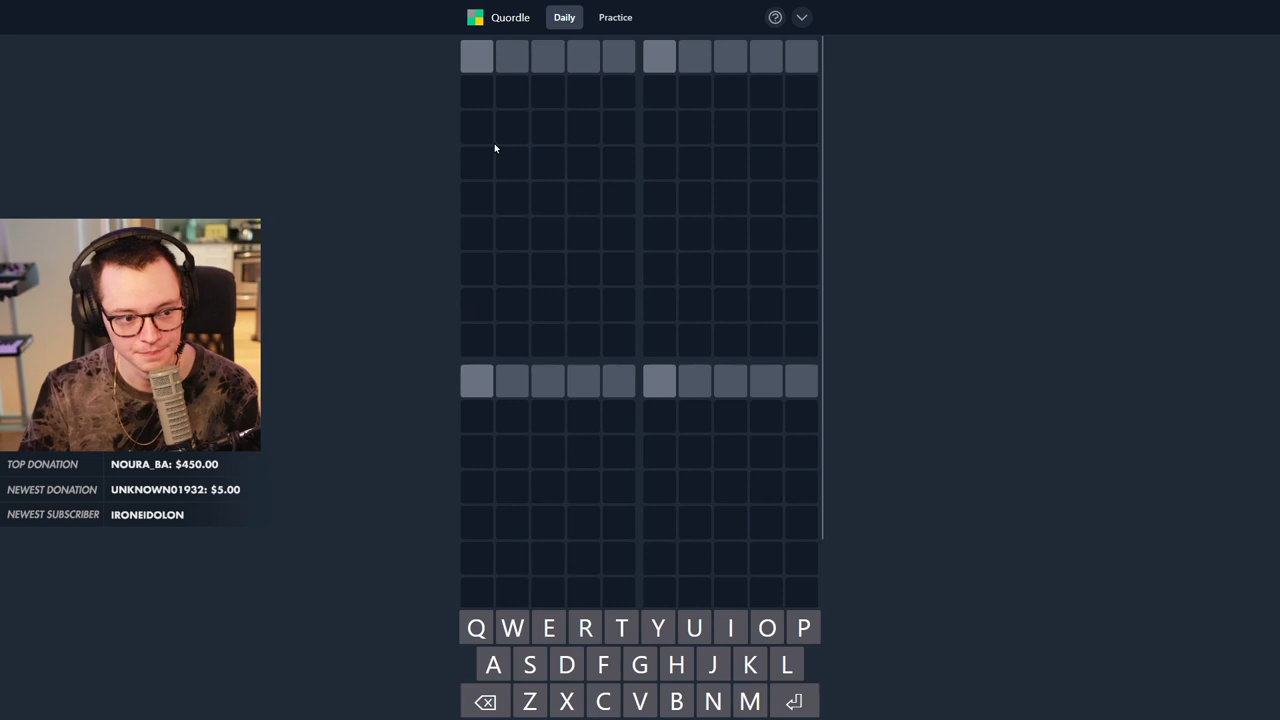 Quordle Daily Practice
TOP DONATION NOURA_BA: $450.00
NEWEST DONATION UNKNOWN01932: $5.00
NEWEST SUBSCRIBER IRONEIDOLON
Q W E R T Y U I O P
A S D F G H J K L
Z X C V B N M